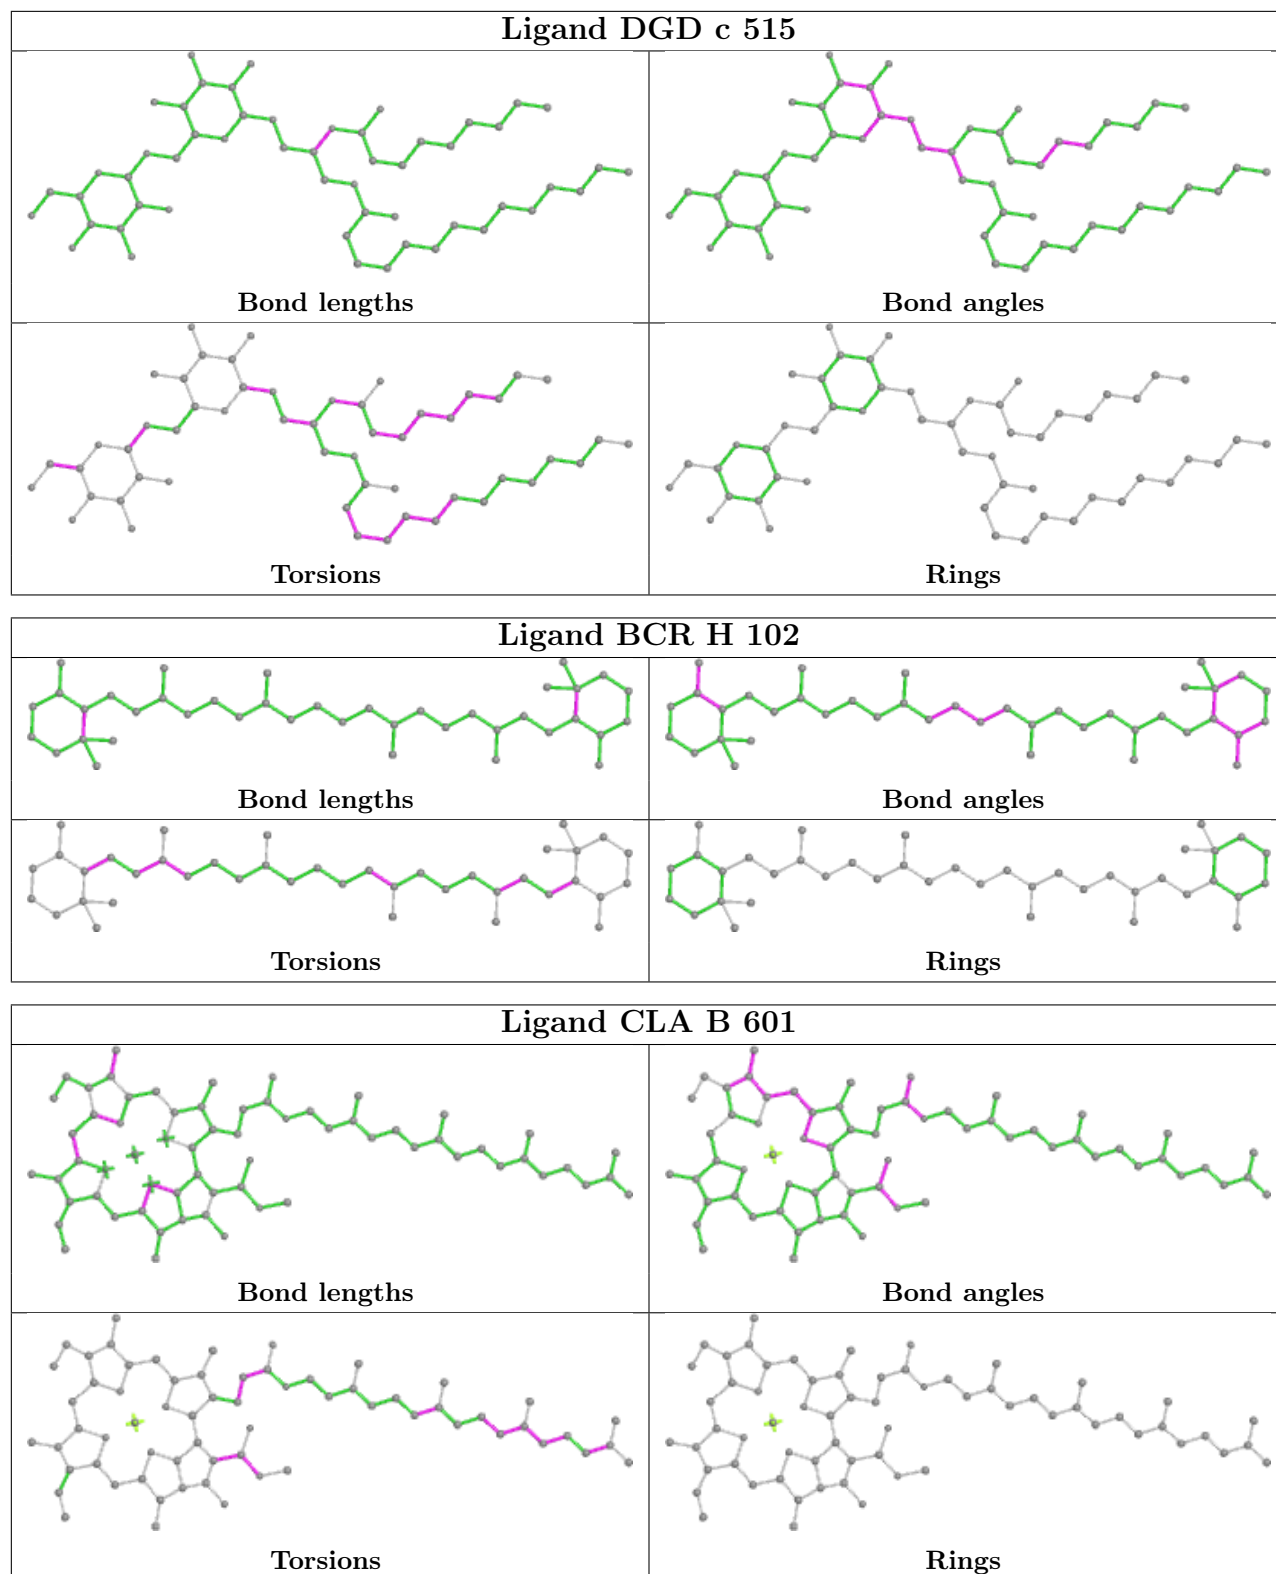 Ligand DGD c 515
Bond lengths
Bond angles
Torsions
Rings
Ligand BCR H 102
Bond lengths
Bond angles
Torsions
Rings
Ligand CLA B 601
Bond lengths
Bond angles
Torsions
Rings